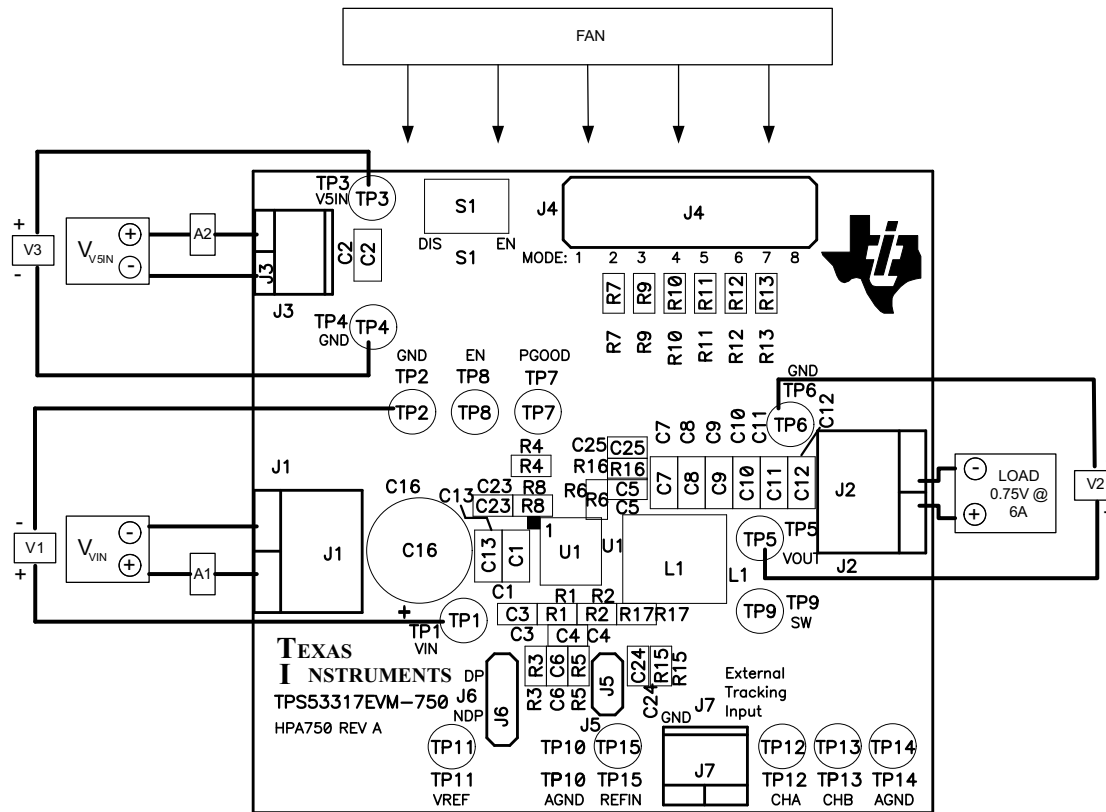 FAN
TP3
V5IN
TP3
S1
DIS
EN
S1
J4
J4
MODE: 1 2 3 4 5 6 7 8
+
V3
-
V V5IN
+
-
A2
J3
J3
C2
C2
R7
R9
R10
R11
R12
R13
R7
R9
R10
R11
R12
R13
TP4
GND
TP4
GND
TP2
TP2
EN
TP8
TP8
PGOOD
TP7
TP7
GND
TP6
TP6
C7
C8
C9
C10
C11
C12
C7
C8
C9
C10
C11
C12
R4
R4
C25
C25
R16
R16
C5
C5
R6
R6
C23
C23
R8
R8
C13
C13
C16
C16
+
J1
J1
-
V1
+
V VIN
-
+
A1
C1
C1
1
U1
U1
L1
L1
J2
J2
-
+
LOAD
0.75V @
6A
V2
TP5
TP5
VOUT
TP9
TP9
SW
TP1
TP1
VIN
R1
R2
C3
R1
R2
R17
R17
C3
C4
C4
R3
C6
R5
R3
C6
R5
C24
R15
C24
R15
J5
J5
TEXAS
INSTRUMENTS
TPS53317EVM-750
HPA750 REV A
DP
J6
NDP
J6
External
Tracking
Input
J7
GND
J7
TP11
TP11
VREF
TP10
TP10
AGND
TP15
TP15
REFIN
TP12
TP12
CHA
TP13
TP13
CHB
TP14
TP14
AGND